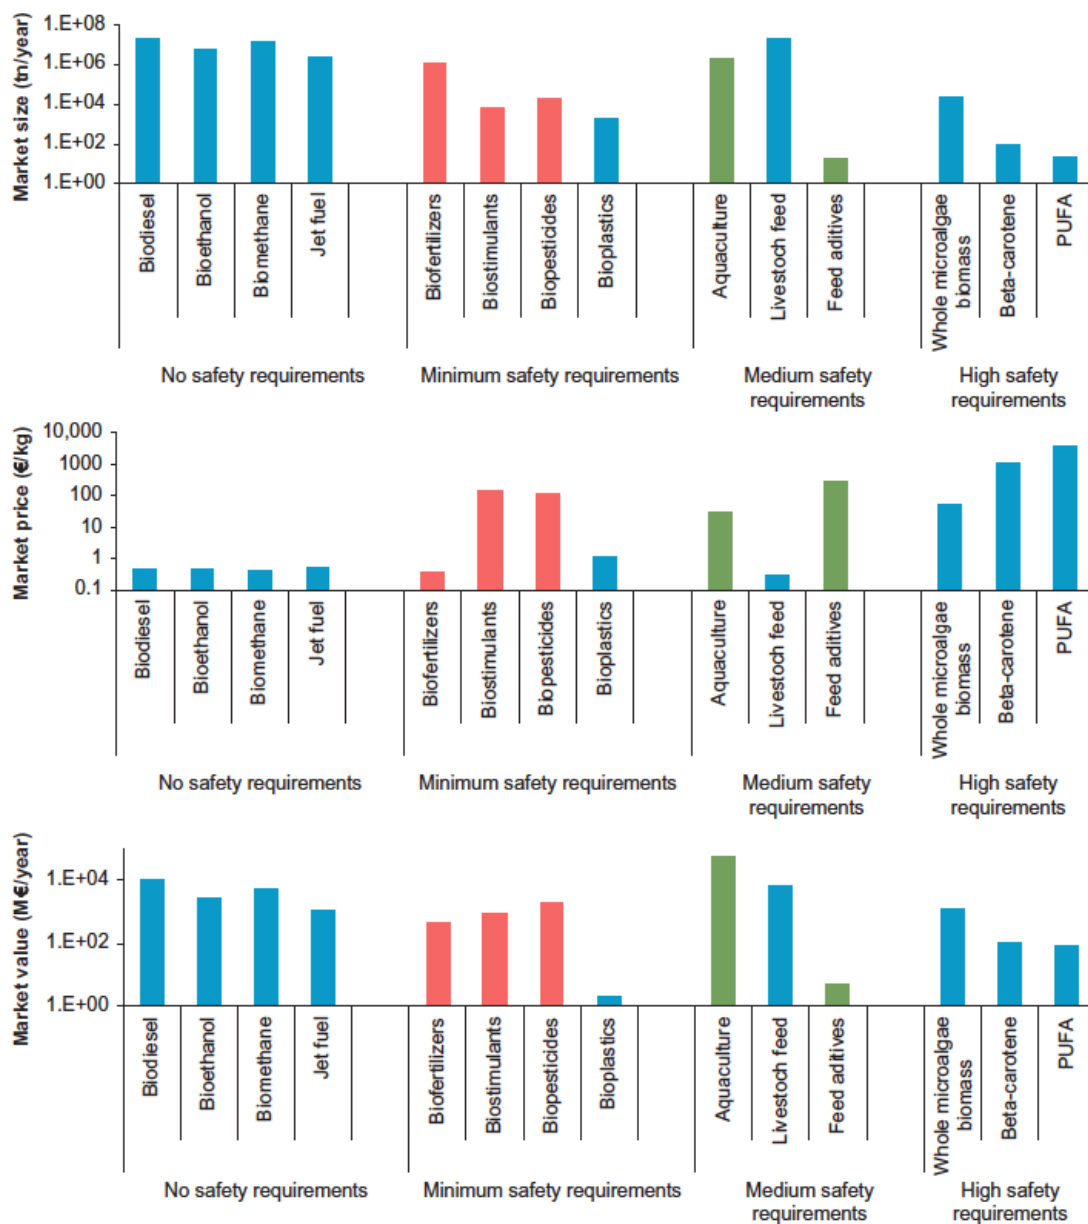 Market size (tn/year)
1.E+08
1.E+06
1.E+04
1.E+02
1.E+00
Biodiesel
Bioethanol
Biomethane
Jet fuel
Biofertilizers
Biostimulants
Biopesticides
Bioplastics
Aquaculture
Livestoch feed
Feed aditives
Whole microalgae
biomass
Beta-carotene
PUFA
No safety requirements
Minimum safety requirements
Medium safety
requirements
High safety
requirements
Market price (€/kg)
10,000
1000
100
10
1
0.1
Biodiesel
Bioethanol
Biomethane
Jet fuel
Biofertilizers
Biostimulants
Biopesticides
Bioplastics
Aquaculture
Livestoch feed
Feed aditives
Whole microalgae
biomass
Beta-carotene
PUFA
No safety requirements
Minimum safety requirements
Medium safety
requirements
High safety
requirements
Market value (M€/year)
1.E+04
1.E+02
1.E+00
Biodiesel
Bioethanol
Biomethane
Jet fuel
Biofertilizers
Biostimulants
Biopesticides
Bioplastics
Aquaculture
Livestoch feed
Feed aditives
Whole microalgae
biomass
Beta-carotene
PUFA
No safety requirements
Minimum safety requirements
Medium safety
requirements
High safety
requirements